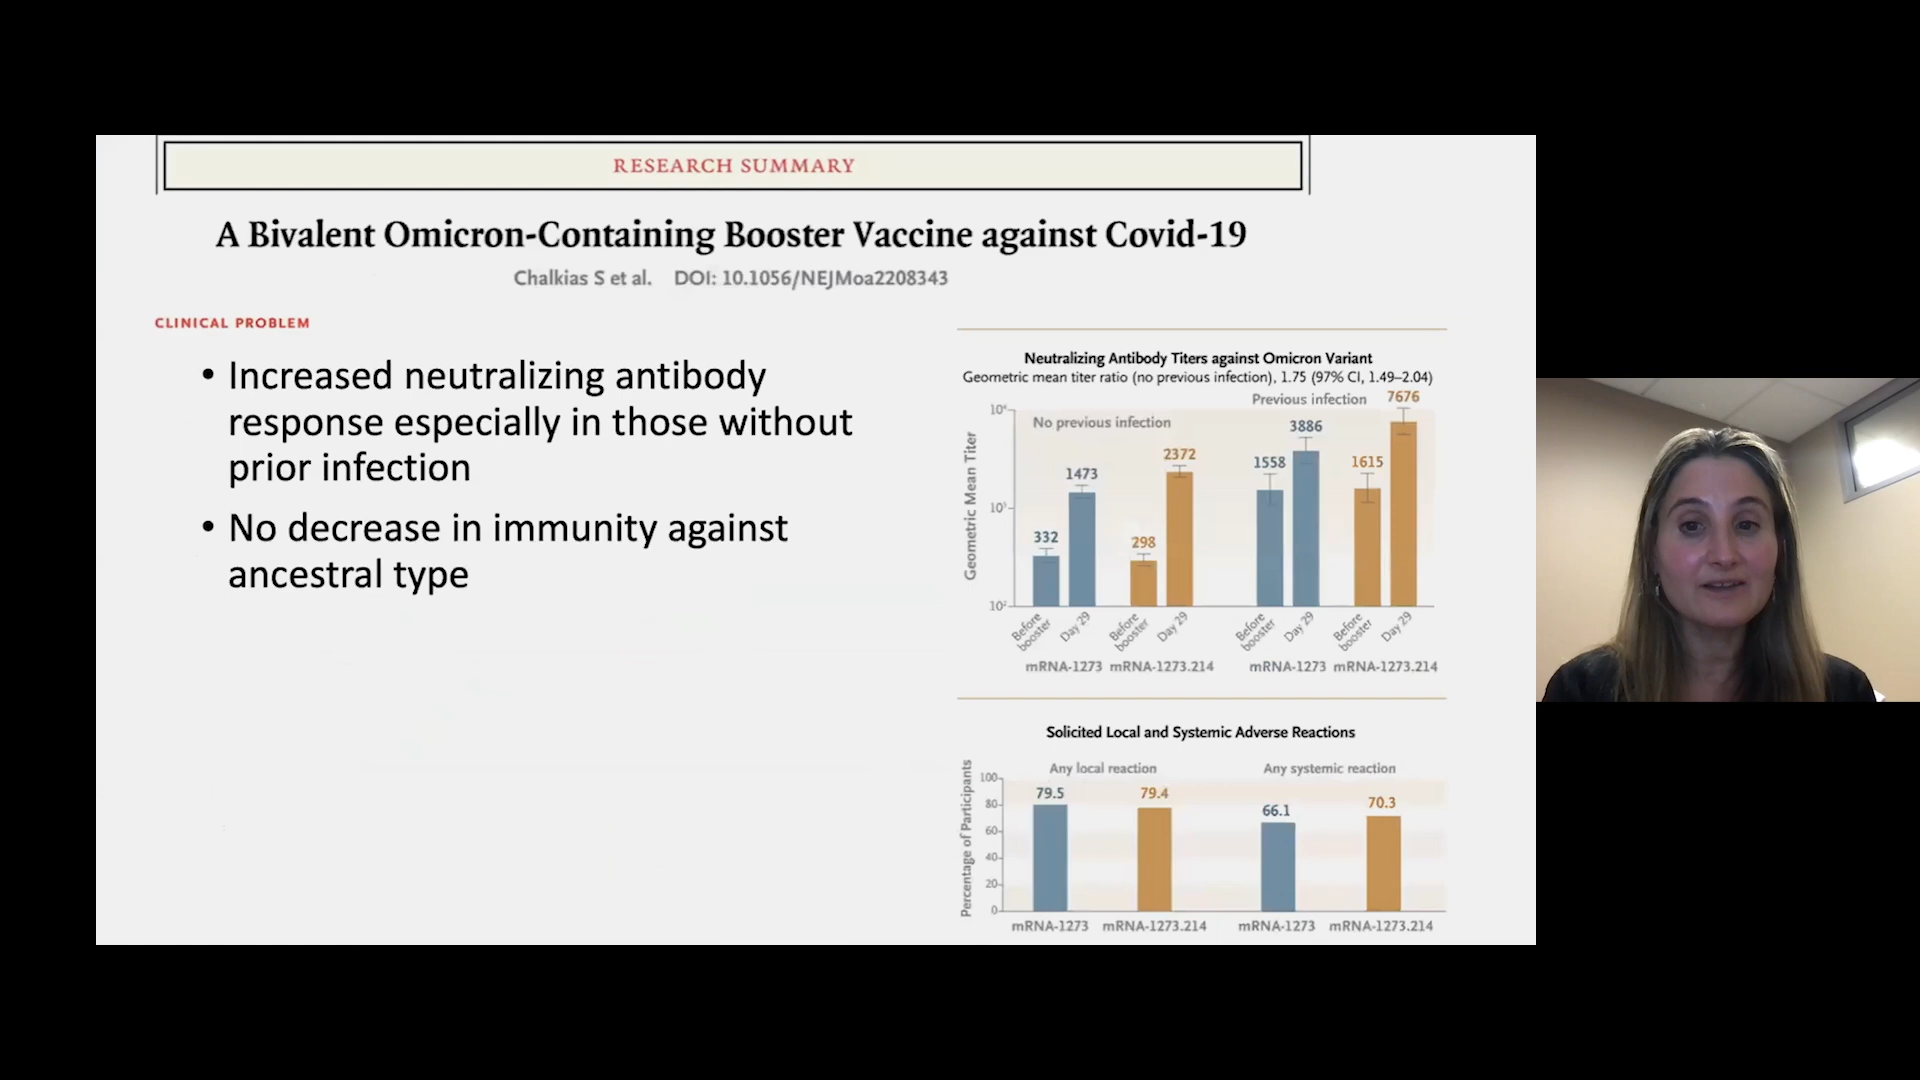 RESEARCH SUMMARY
A Bivalent Omicron-Containing Booster Vaccine against Covid-19
Chalkias S et al. DOI: 10.1056/NEJMoa2208343
CLINICAL PROBLEM
• Increased neutralizing antibody
response especially in those without
prior infection
• No decrease in immunity against
ancestral type
Neutralizing Antibody Titers against Omicron Variant
Geometric mean titer ratio (no previous infection), 1.75 (97% CI, 1.49–2.04)
Geometric Mean Titer
10⁴
10³
10²
No previous infection
Previous infection
332
1473
298
2372
1558
3886
1615
7676
Before booster
Day 29
Before booster
Day 29
Before booster
Day 29
Before booster
Day 29
mRNA-1273 mRNA-1273.214 mRNA-1273 mRNA-1273.214
Solicited Local and Systemic Adverse Reactions
Percentage of Participants
100
80
60
40
20
0
Any local reaction
Any systemic reaction
79.5
79.4
66.1
70.3
mRNA-1273 mRNA-1273.214 mRNA-1273 mRNA-1273.214